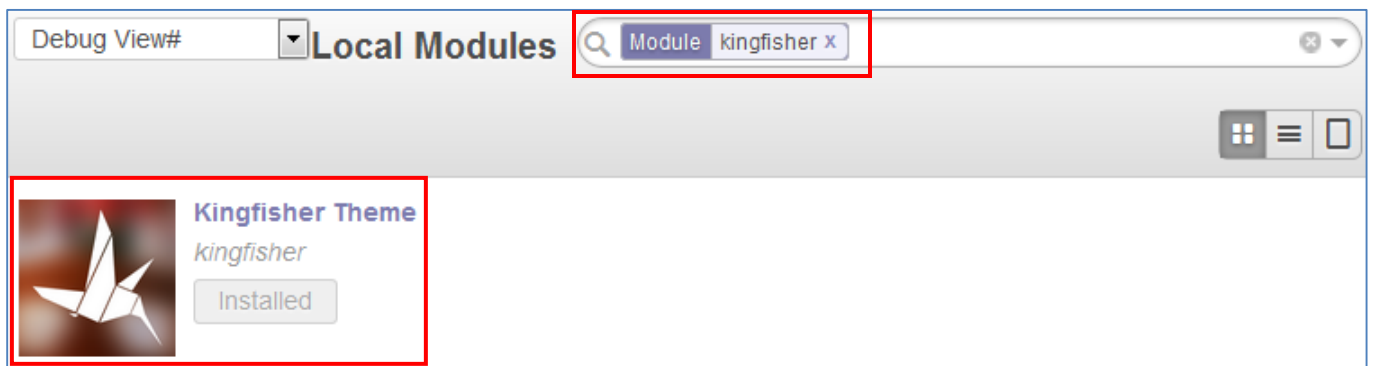 Debug View#
Local Modules
Module kingfisher x
Kingfisher Theme
kingfisher
Installed